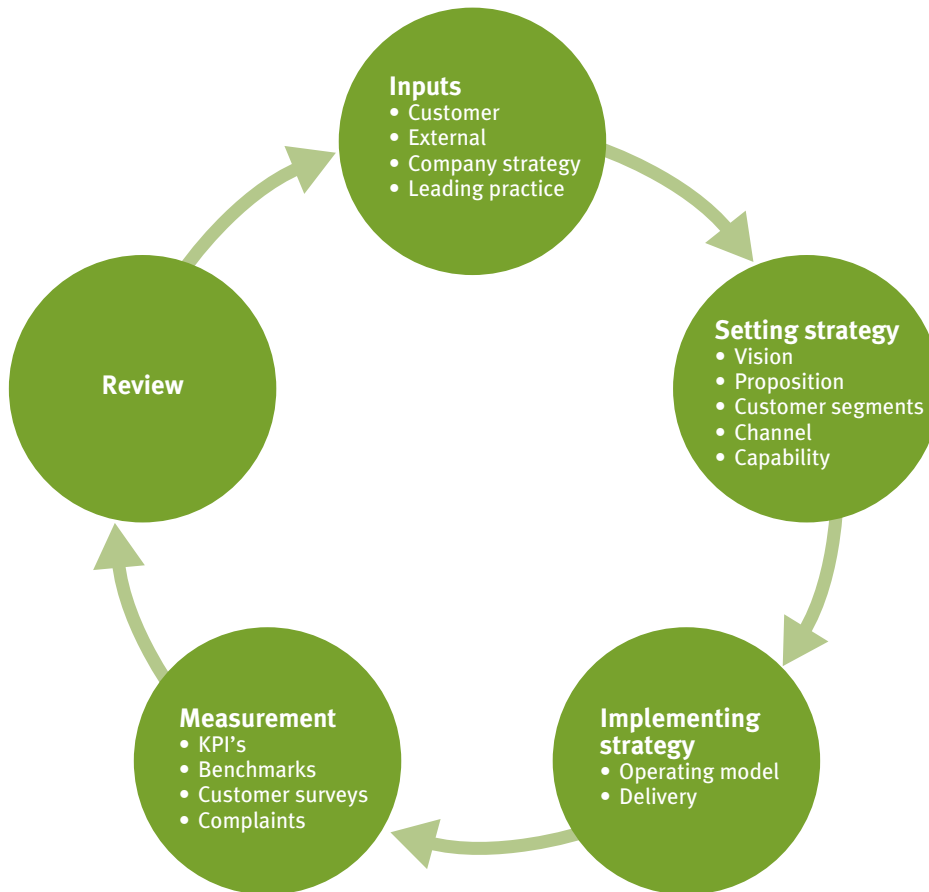 Inputs
• Customer
• External
• Company strategy
• Leading practice
Setting strategy
• Vision
• Proposition
• Customer segments
• Channel
• Capability
Implementing
strategy
• Operating model
• Delivery
Measurement
• KPI's
• Benchmarks
• Customer surveys
• Complaints
Review